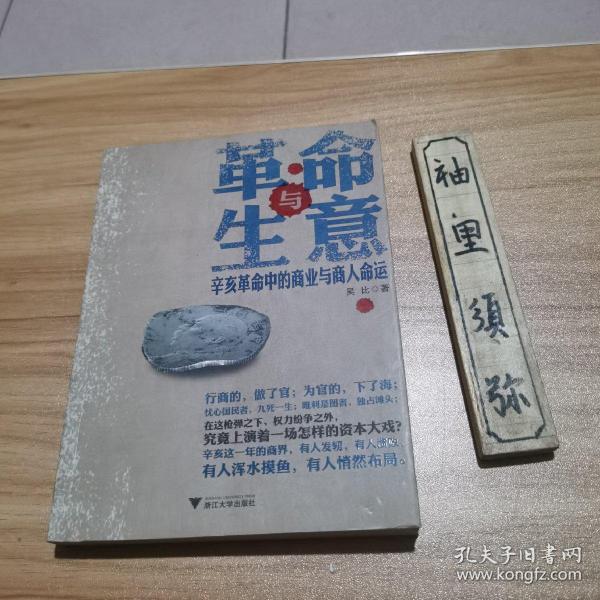 革命
与
生意
辛亥革命中的商业与商人命运
吴比◎著
行商的，做了官；为官的，下了海；
忧心国民者，九死一生；唯利是图者，独占滩头；
在这枪弹之下、权力纷争之外，
究竟上演着一场怎样的资本大戏？
辛亥这一年的商界，有人发轫，有人
有人浑水摸鱼，有人悄然布局。
ZHEJIANG UNIVERSITY PRESS
浙江大学出版社
袖里須弥
孔夫子旧书网
www.kongfz.com